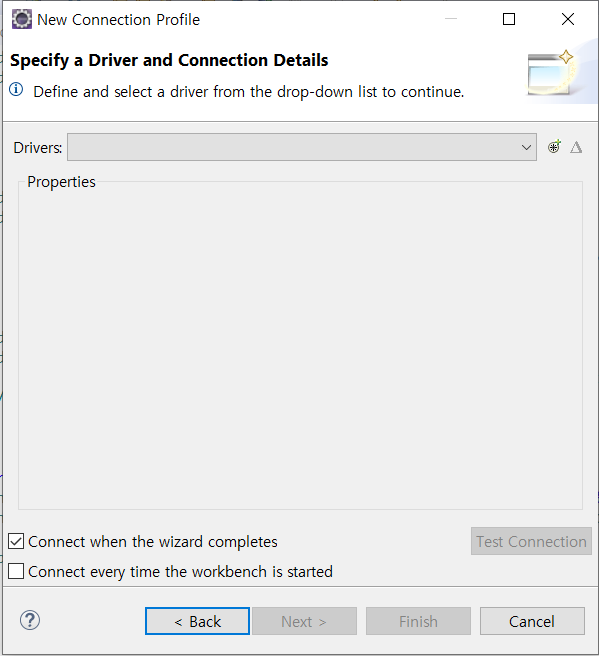 New Connection Profile
Specify a Driver and Connection Details
Define and select a driver from the drop-down list to continue.
Drivers:
Properties
Connect when the wizard completes
Test Connection
Connect every time the workbench is started
< Back
Next >
Finish
Cancel